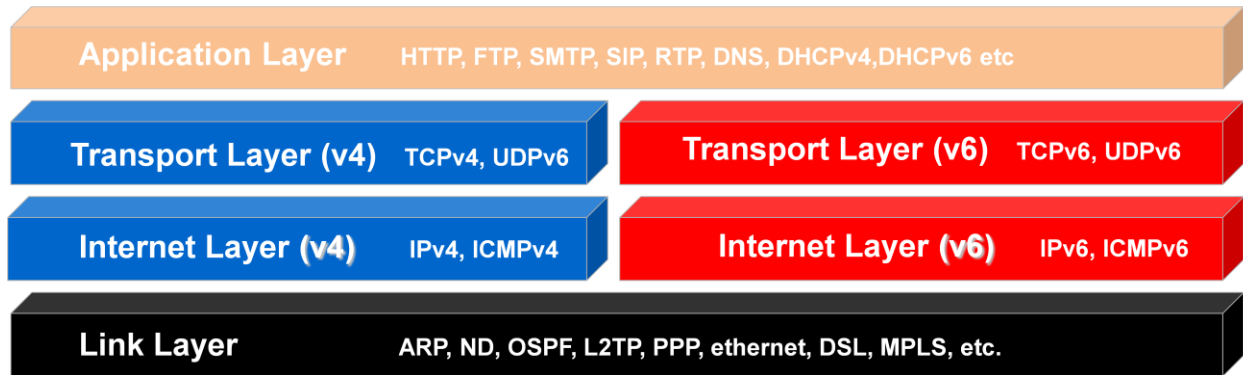 Application Layer HTTP, FTP, SMTP, SIP, RTP, DNS, DHCPv4,DHCPv6 etc
Transport Layer (v4) TCPv4, UDPv6
Transport Layer (v6) TCPv6, UDPv6
Internet Layer (v4) IPv4, ICMPv4
Internet Layer (v6) IPv6, ICMPv6
Link Layer ARP, ND, OSPF, L2TP, PPP, ethernet, DSL, MPLS, etc.